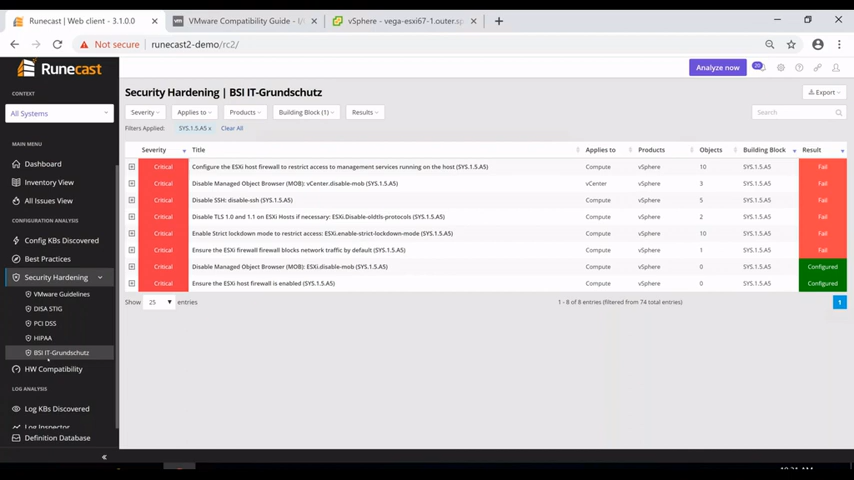 Runecast | Web client - 3.1.0.0
VMware Compatibility Guide - I/
vSphere - vega-esxi67-1.outer.sp
Not secure
runecast2-demo/rc2/
Runecast
Analyze now
20
CONTEXT
All Systems
MAIN MENU
Dashboard
Inventory View
All Issues View
CONFIGURATION ANALYSIS
Config KBs Discovered
Best Practices
Security Hardening
VMware Guidelines
DISA STIG
PCI DSS
HIPAA
BSI IT-Grundschutz
HW Compatibility
LOG ANALYSIS
Log KBs Discovered
Log Inspector
Definition Database
Security Hardening | BSI IT-Grundschutz
Export
Severity
Applies to
Products
Building Block (1)
Results
Search
Filters Applied: SYS.1.5.A5 x Clear All
Severity Title Applies to Products Objects Building Block Result
Critical Configure the ESXi host firewall to restrict access to management services running on the host (SYS.1.5.A5) Compute vSphere 10 SYS.1.5.A5 Fail
Critical Disable Managed Object Browser (MOB): vCenter.disable-mob (SYS.1.5.A5) vCenter vSphere 3 SYS.1.5.A5 Fail
Critical Disable SSH: disable-ssh (SYS.1.5.A5) Compute vSphere 5 SYS.1.5.A5 Fail
Critical Disable TLS 1.0 and 1.1 on ESXi Hosts if necessary: ESXi.Disable-oldtls-protocols (SYS.1.5.A5) Compute vSphere 2 SYS.1.5.A5 Fail
Critical Enable Strict lockdown mode to restrict access: ESXi.enable-strict-lockdown-mode (SYS.1.5.A5) Compute vSphere 10 SYS.1.5.A5 Fail
Critical Ensure the ESXi firewall firewall blocks network traffic by default (SYS.1.5.A5) Compute vSphere 1 SYS.1.5.A5 Fail
Critical Disable Managed Object Browser (MOB): ESXi.disable-mob (SYS.1.5.A5) Compute vSphere 0 SYS.1.5.A5 Configured
Critical Ensure the ESXi host firewall is enabled (SYS.1.5.A5) Compute vSphere 0 SYS.1.5.A5 Configured
Show 25 entries
1 - 8 of 8 entries (filtered from 74 total entries)
1